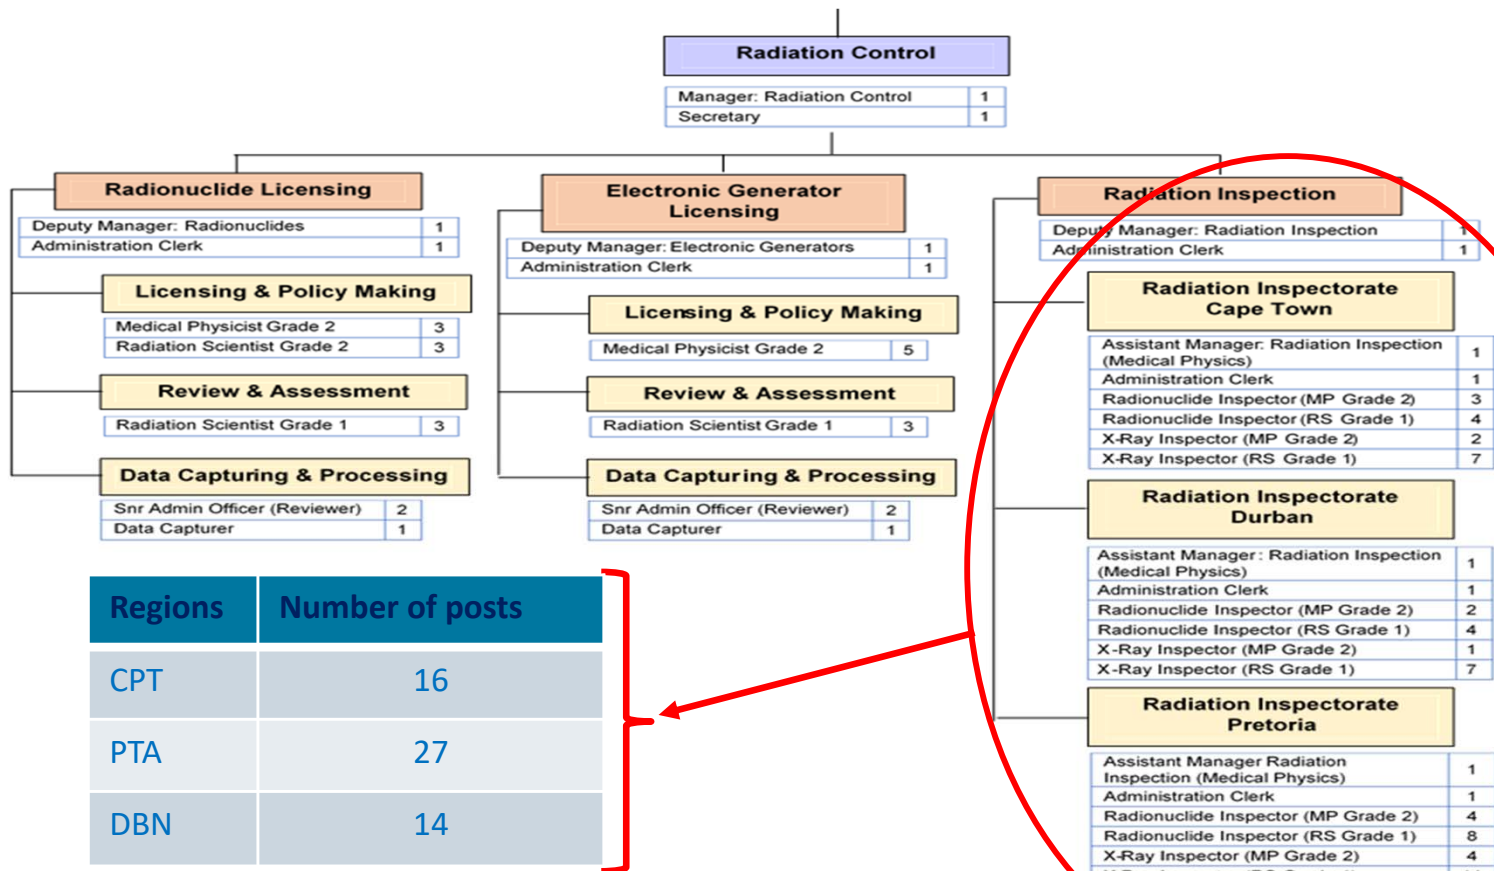 Radiation Control
Manager: Radiation Control 1
Secretary 1
Radionuclide Licensing
Deputy Manager: Radionuclides 1
Administration Clerk 1
Licensing & Policy Making
Medical Physicist Grade 2 3
Radiation Scientist Grade 2 3
Review & Assessment
Radiation Scientist Grade 1 3
Data Capturing & Processing
Snr Admin Officer (Reviewer) 2
Data Capturer 1
Electronic Generator
Licensing
Deputy Manager: Electronic Generators 1
Administration Clerk 1
Licensing & Policy Making
Medical Physicist Grade 2 5
Review & Assessment
Radiation Scientist Grade 1 3
Data Capturing & Processing
Snr Admin Officer (Reviewer) 2
Data Capturer 1
Radiation Inspection
Deputy Manager: Radiation Inspection 1
Administration Clerk 1
Radiation Inspectorate
Cape Town
Assistant Manager: Radiation Inspection
(Medical Physics) 1
Administration Clerk 1
Radionuclide Inspector (MP Grade 2) 3
Radionuclide Inspector (RS Grade 1) 4
X-Ray Inspector (MP Grade 2) 2
X-Ray Inspector (RS Grade 1) 7
Radiation Inspectorate
Durban
Assistant Manager: Radiation Inspection
(Medical Physics) 1
Administration Clerk 1
Radionuclide Inspector (MP Grade 2) 2
Radionuclide Inspector (RS Grade 1) 4
X-Ray Inspector (MP Grade 2) 1
X-Ray Inspector (RS Grade 1) 7
Radiation Inspectorate
Pretoria
Assistant Manager Radiation
Inspection (Medical Physics) 1
Administration Clerk 1
Radionuclide Inspector (MP Grade 2) 4
Radionuclide Inspector (RS Grade 1) 8
X-Ray Inspector (MP Grade 2) 4
Regions Number of posts
CPT 16
PTA 27
DBN 14